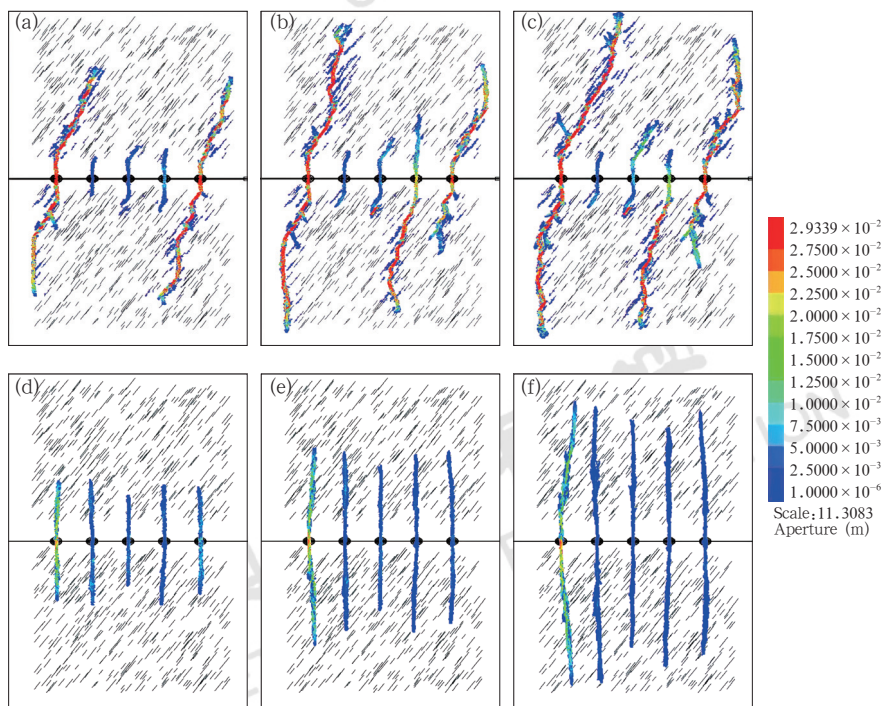 (a)
(b)
(c)
(d)
(e)
(f)
2.9339×10⁻²
2.7500×10⁻²
2.5000×10⁻²
2.2500×10⁻²
2.0000×10⁻²
1.7500×10⁻²
1.5000×10⁻²
1.2500×10⁻²
1.0000×10⁻²
7.5000×10⁻³
5.0000×10⁻³
2.5000×10⁻³
1.0000×10⁻⁶
Scale:11.3083
Aperture (m)